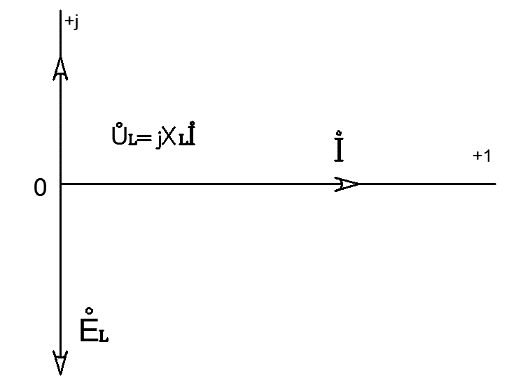 +j
ŮL= jXLI̊
I̊
+1
0
E̊L